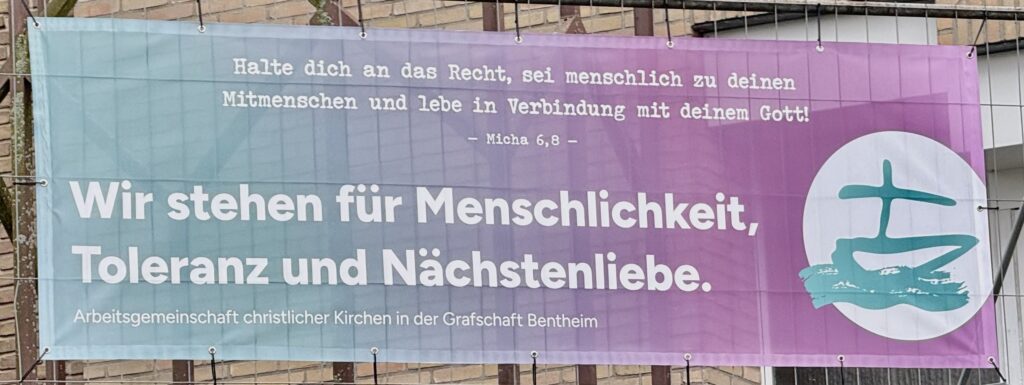 Halte dich an das Recht, sei menschlich zu deinen
Mitmenschen und lebe in Verbindung mit deinem Gott!
— Micha 6,8 —
Wir stehen für Menschlichkeit,
Toleranz und Nächstenliebe.
Arbeitsgemeinschaft christlicher Kirchen in der Grafschaft Bentheim